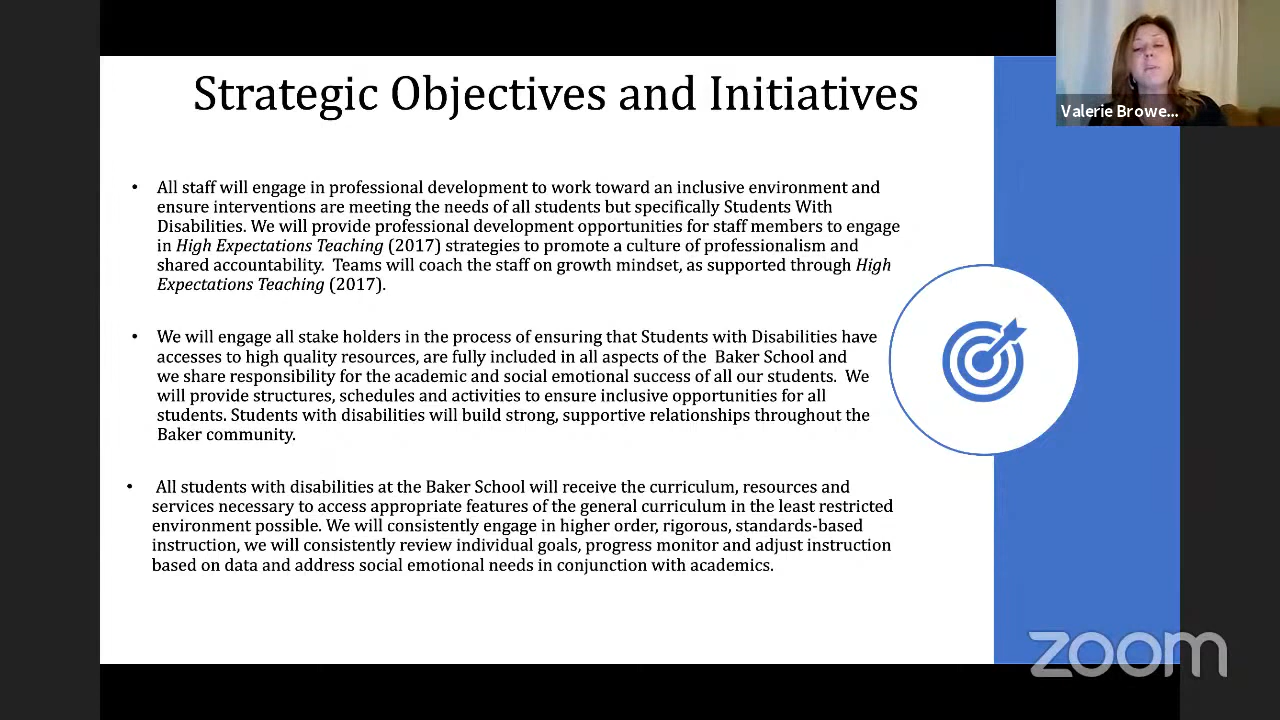 Strategic Objectives and Initiatives
Valerie Browe...
• All staff will engage in professional development to work toward an inclusive environment and
ensure interventions are meeting the needs of all students but specifically Students With
Disabilities. We will provide professional development opportunities for staff members to engage
in High Expectations Teaching (2017) strategies to promote a culture of professionalism and
shared accountability.  Teams will coach the staff on growth mindset, as supported through High
Expectations Teaching (2017).
• We will engage all stake holders in the process of ensuring that Students with Disabilities have
accesses to high quality resources, are fully included in all aspects of the  Baker School and
we share responsibility for the academic and social emotional success of all our students.  We
will provide structures, schedules and activities to ensure inclusive opportunities for all
students. Students with disabilities will build strong, supportive relationships throughout the
Baker community.
• All students with disabilities at the Baker School will receive the curriculum, resources and
services necessary to access appropriate features of the general curriculum in the least restricted
environment possible. We will consistently engage in higher order, rigorous, standards-based
instruction, we will consistently review individual goals, progress monitor and adjust instruction
based on data and address social emotional needs in conjunction with academics.
zoom